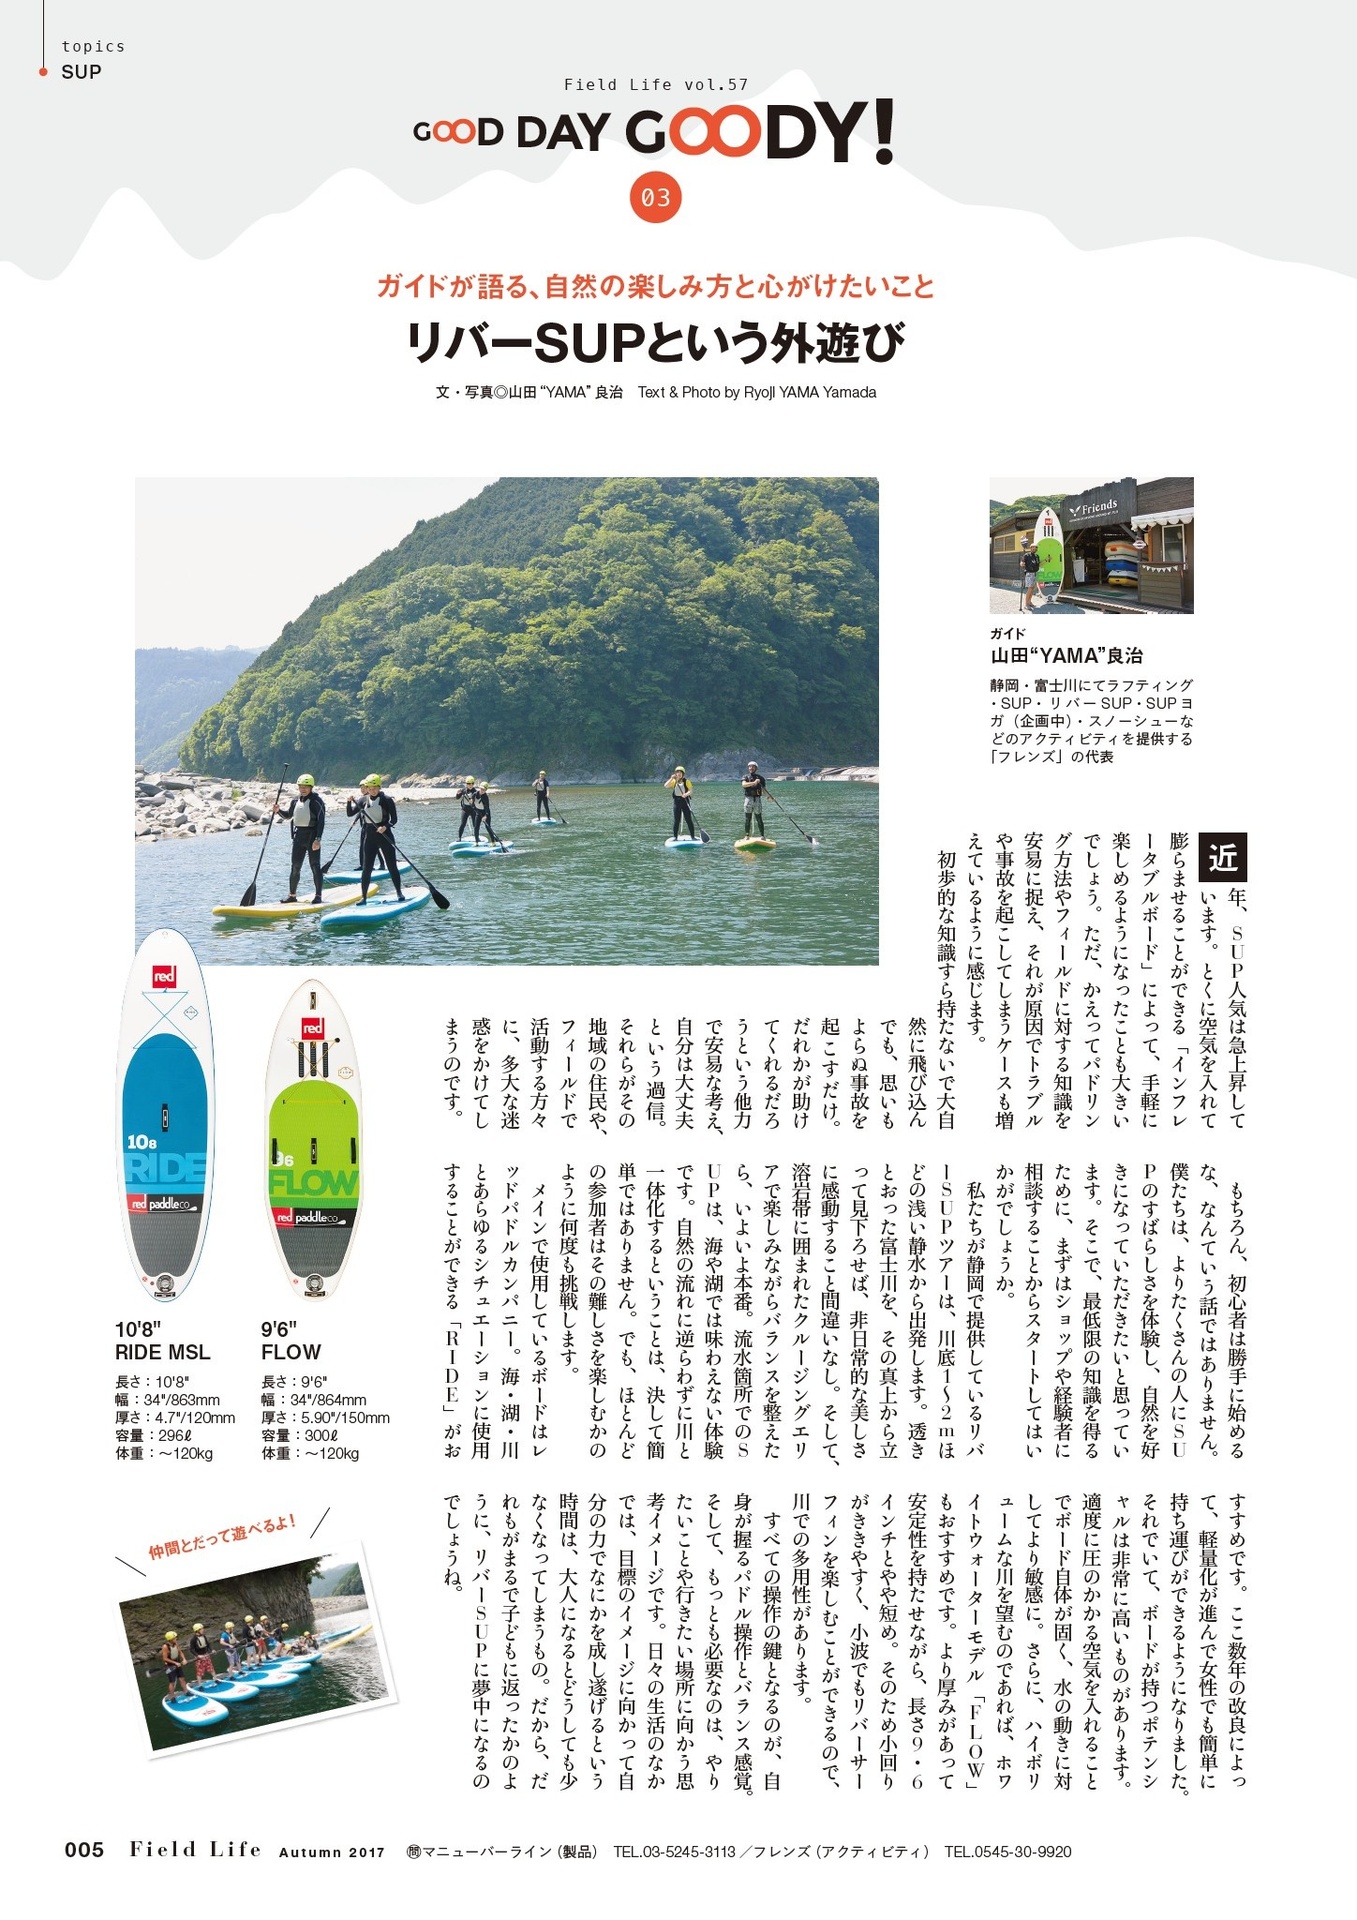 topics
SUP
Field Life vol.57
GOOD DAY GOODY!
03
ガイドが語る、自然の楽しみ方と心がけたいこと
リバーSUPという外遊び
文・写真◎山田“YAMA”良治　Text & Photo by Ryoji YAMA Yamada
Friends
red
FLOW
ガイド
山田“YAMA”良治
静岡・富士川にてラフティング
・SUP・リバーSUP・SUPヨ
ガ（企画中）・スノーシューな
どのアクティビティを提供する
「フレンズ」の代表
近年、SUP人気は急上昇して
います。とくに空気を入れて
膨らませることができる「インフレ
ータブルボード」によって、手軽に
楽しめるようになったことも大きい
でしょう。ただ、かえってパドリン
グ方法やフィールドに対する知識を
安易に捉え、それが原因でトラブル
や事故を起こしてしまうケースも増
えているように感じます。
初歩的な知識すら持たないで大自
然に飛び込ん
でも、思いも
よらぬ事故を
起こすだけ。
だれかが助け
てくれるだろ
うという他力
で安易な考え、
自分は大丈夫
という過信。
それらがその
地域の住民や、
フィールドで
活動する方々
に、多大な迷
惑をかけてし
まうのです。
もちろん、初心者は勝手に始める
な、なんていう話ではありません。
僕たちは、よりたくさんの人にSU
Pのすばらしさを体験し、自然を好
きになっていただきたいと思ってい
ます。そこで、最低限の知識を得る
ために、まずはショップや経験者に
相談することからスタートしてはい
かがでしょうか。
私たちが静岡で提供しているリバ
ーSUPツアーは、川底1〜2mほ
どの浅い静水から出発します。透き
とおった富士川を、その真上から立
って見下ろせば、非日常的な美しさ
に感動すること間違いなし。そして、
溶岩帯に囲まれたクルージングエリ
アで楽しみながらバランスを整えた
ら、いよいよ本番。流水箇所でのS
UPは、海や湖では味わえない体験
です。自然の流れに逆らわずに川と
一体化するということは、決して簡
単ではありません。でも、ほとんど
の参加者はその難しさを楽しむかの
ように何度も挑戦します。
メインで使用しているボードはレ
ッドパドルカンパニー。海・湖・川
とあらゆるシチュエーションに使用
することができる「RIDE」がお
すすめです。ここ数年の改良によっ
て、軽量化が進んで女性でも簡単に
持ち運びができるようになりました。
それでいて、ボードが持つポテンシ
ャルは非常に高いものがあります。
適度に圧のかかる空気を入れること
でボード自体が固く、水の動きに対
してより敏感に。さらに、ハイボリ
ュームな川を望むのであれば、ホワ
イトウォーターモデル「FLOW」
もおすすめです。より厚みがあって
安定性を持たせながら、長さ9・6
インチとやや短め。そのため小回り
がききやすく、小波でもリバーサー
フィンを楽しむことができるので、
川での多用性があります。
すべての操作の鍵となるのが、自
身が握るパドル操作とバランス感覚。
そして、もっとも必要なのは、やり
たいことや行きたい場所に向かう思
考イメージです。日々の生活のなか
では、目標のイメージに向かって自
分の力でなにかを成し遂げるという
時間は、大人になるとどうしても少
なくなってしまうもの。だから、だ
れもがまるで子どもに返ったかのよ
うに、リバーSUPに夢中になるの
でしょうね。
red
108
RIDE
red paddle co
red
96
FLOW
red paddle co
10'8"
RIDE MSL
長さ：10'8"
幅：34"/863mm
厚さ：4.7"/120mm
容量：296ℓ
体重：〜120kg
9'6"
FLOW
長さ：9'6"
幅：34"/864mm
厚さ：5.90"/150mm
容量：300ℓ
体重：〜120kg
仲間とだって遊べるよ!
005 Field Life Autumn 2017 ㉄マニューバーライン（製品） TEL.03-5245-3113／フレンズ（アクティビティ） TEL.0545-30-9920